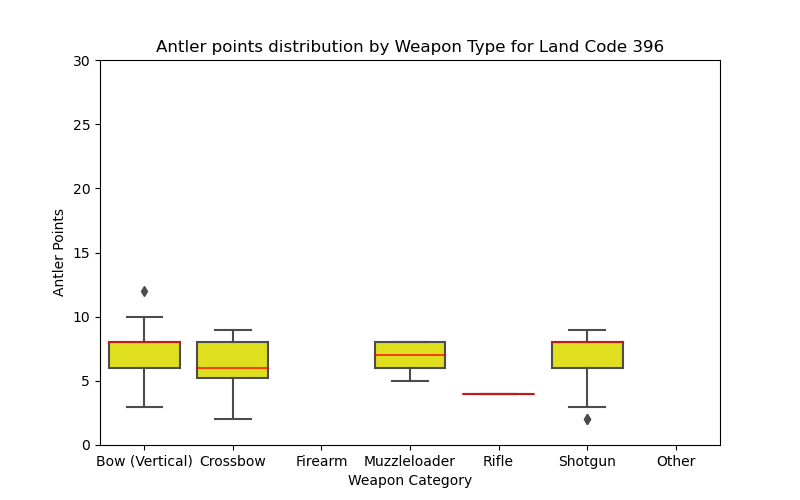 Antler points distribution by Weapon Type for Land Code 396
30
25
20
15
10
5
0
Antler Points
Bow (Vertical) Crossbow Firearm Muzzleloader Rifle Shotgun Other
Weapon Category